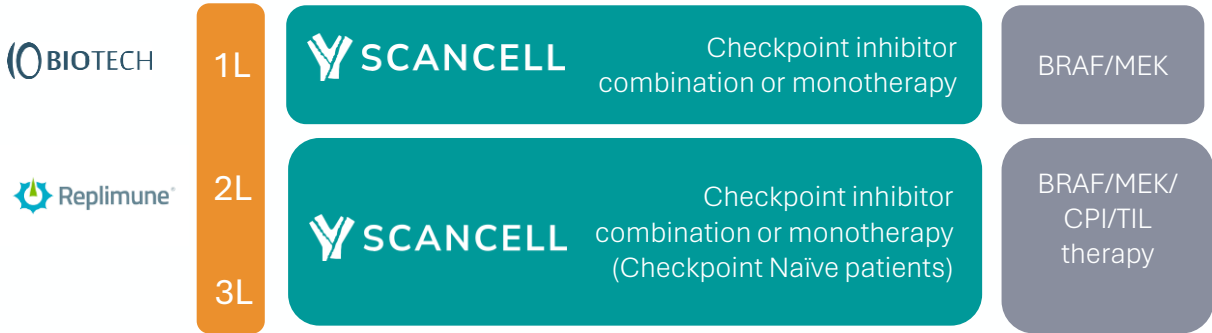 IO BIOTECH
1L
SCANCELL
Checkpoint inhibitor
combination or monotherapy
BRAF/MEK
Replimune®
2L
3L
SCANCELL
Checkpoint inhibitor
combination or monotherapy
(Checkpoint Naïve patients)
BRAF/MEK/
CPI/TIL
therapy